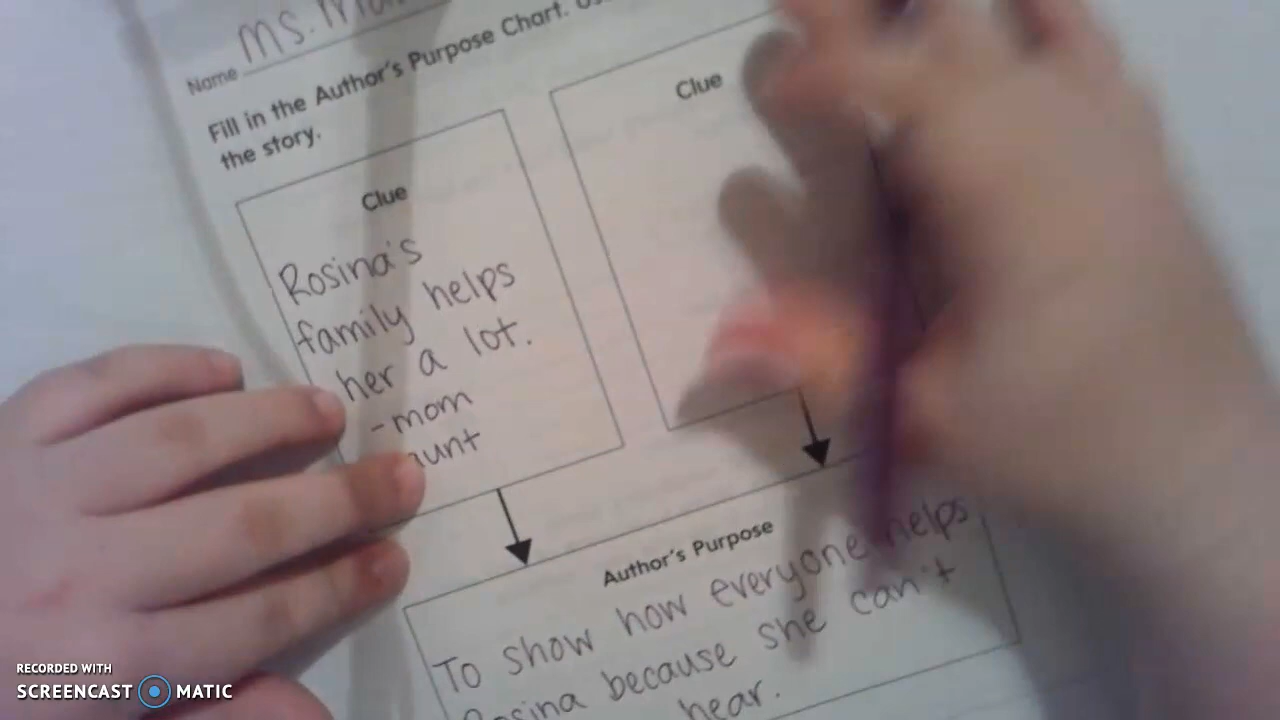 Ms.
Name
Fill in the Author's Purpose Chart.
the story.
Clue
Rosina's
family helps
her a lot.
- mom
aunt
Clue
Author's Purpose
To show how everyone helps
Rosina because she can't
hear.
RECORDED WITH
SCREENCAST MATIC